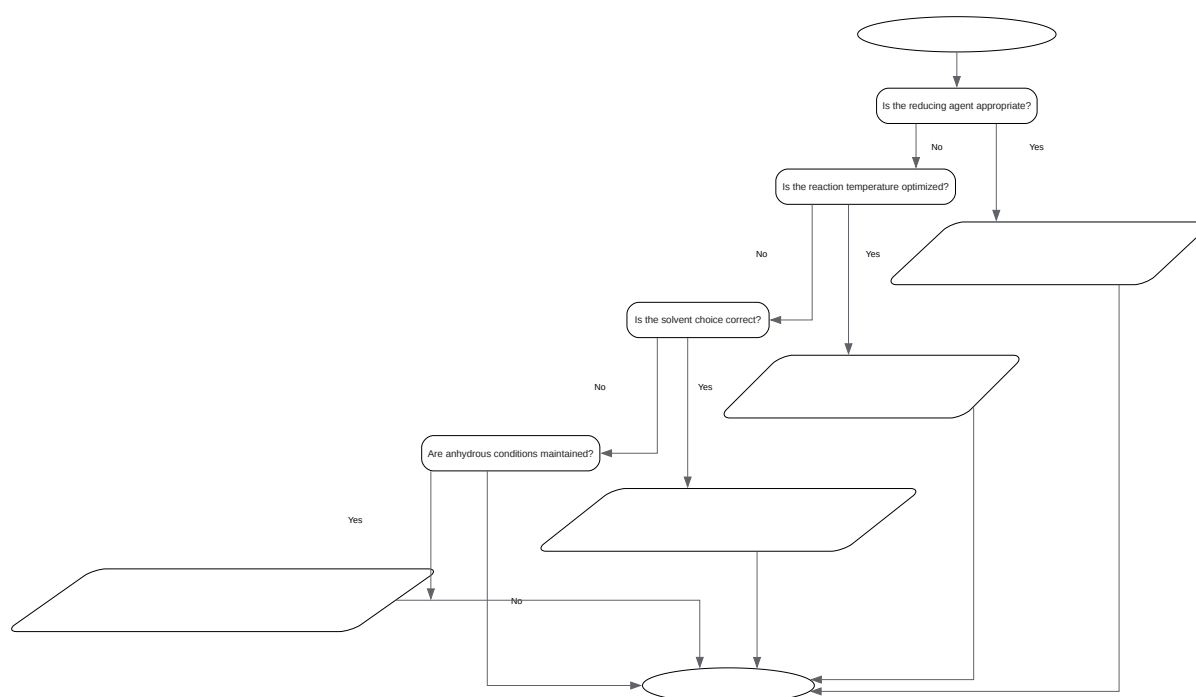 Is the reducing agent appropriate?
No
Yes
Is the reaction temperature optimized?
No
Yes
Is the solvent choice correct?
No
Yes
Are anhydrous conditions maintained?
Yes
No